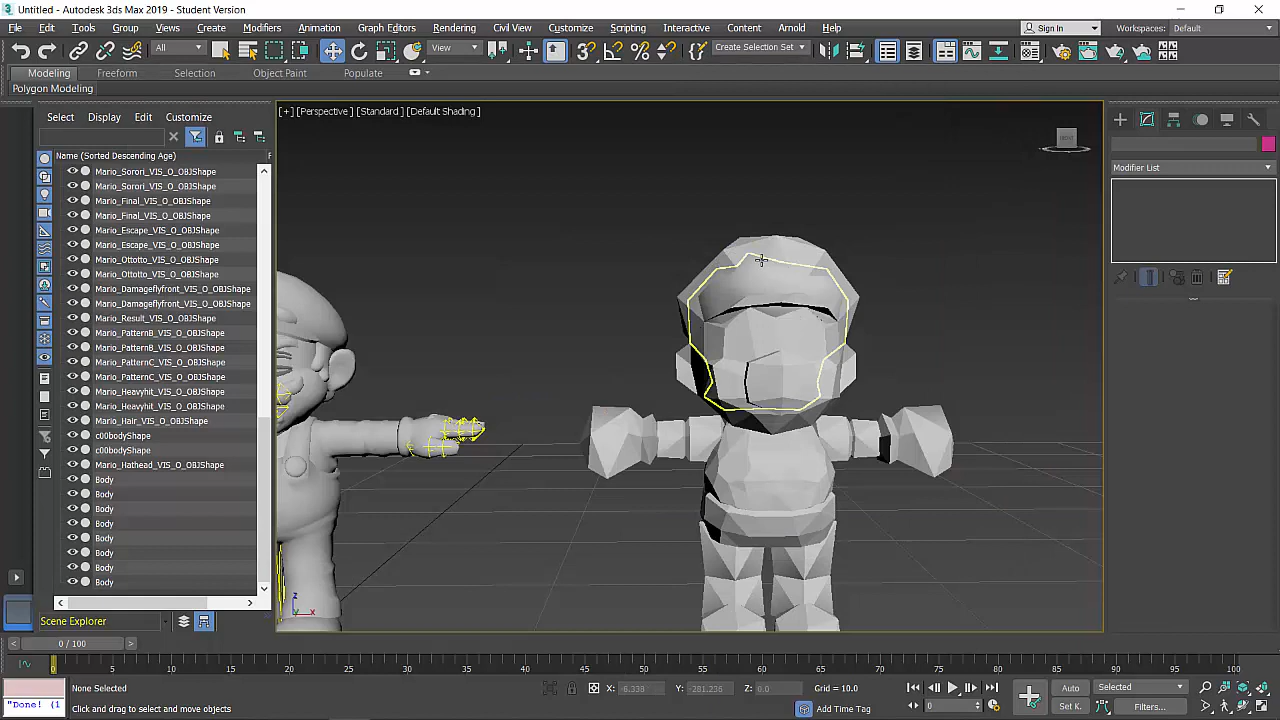 Untitled - Autodesk 3ds Max 2019 - Student Version
File Edit Tools Group Views Create Modifiers Animation Graph Editors Rendering Civil View Customize Scripting Interactive Content Arnold Help Sign In Workspaces: Default
All View Create Selection Set
Modeling Freeform Selection Object Paint Populate
Polygon Modeling
Select Display Edit Customize
[+] [Perspective] [Standard] [Default Shading]
FRONT
Name (Sorted Descending Age) F
Modifier List
Mario_Sorori_VIS_O_OBJShape
Mario_Sorori_VIS_O_OBJShape
Mario_Final_VIS_O_OBJShape
Mario_Final_VIS_O_OBJShape
Mario_Escape_VIS_O_OBJShape
Mario_Escape_VIS_O_OBJShape
Mario_Ottotto_VIS_O_OBJShape
Mario_Ottotto_VIS_O_OBJShape
Mario_Damageflyfront_VIS_O_OBJShape
Mario_Damageflyfront_VIS_O_OBJShape
Mario_Result_VIS_O_OBJShape
Mario_PatternB_VIS_O_OBJShape
Mario_PatternB_VIS_O_OBJShape
Mario_PatternC_VIS_O_OBJShape
Mario_PatternC_VIS_O_OBJShape
Mario_Heavyhit_VIS_O_OBJShape
Mario_Heavyhit_VIS_O_OBJShape
Mario_Hair_VIS_O_OBJShape
c00bodyShape
c00bodyShape
Mario_Hathead_VIS_O_OBJShape
Body
Body
Body
Body
Body
Body
Body
Body
z
y x
Scene Explorer
0 / 100
0 5 10 15 20 25 30 35 40 45 50 55 60 65 70 75 80 85 90 95 100
None Selected X: -6.338" Y: -281.236 Z: 0.0 Grid = 10.0 Auto Selected
"Done! (1 Click and drag to select and move objects Add Time Tag 0 Set K. Filters...